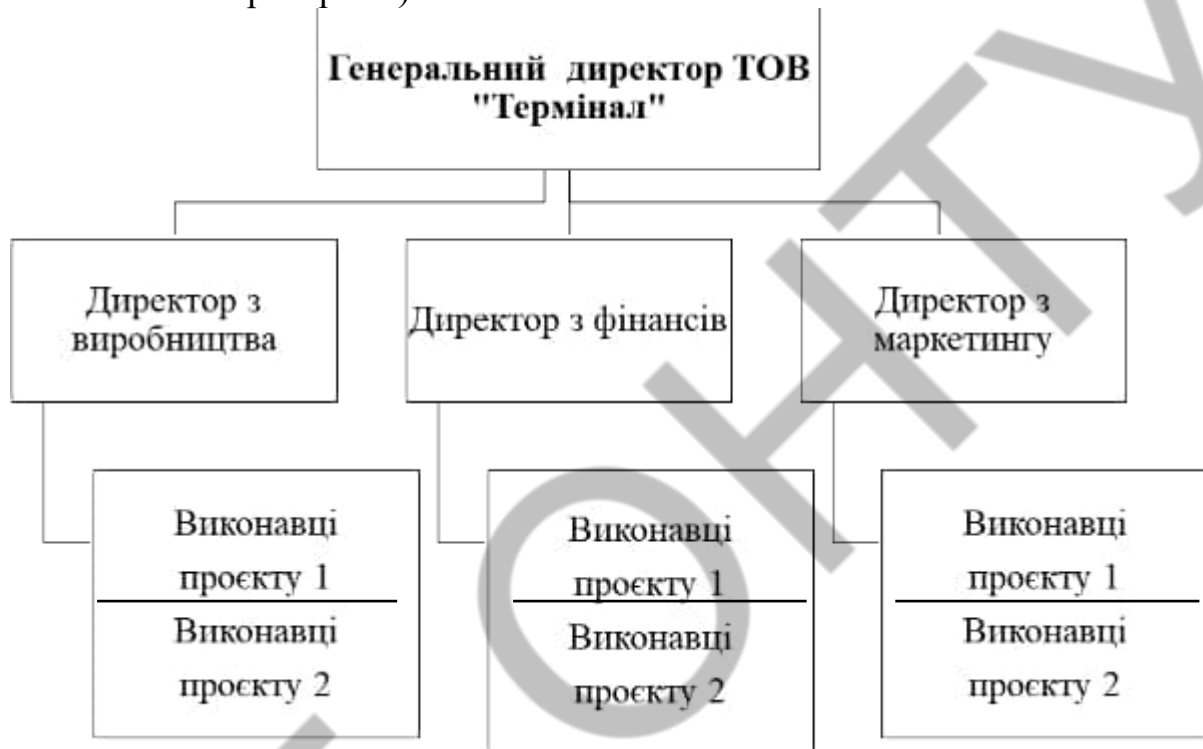 Генеральний директор ТОВ
"Термінал"
Директор з
виробництва
Директор з фінансів
Директор з
маркетингу
Виконавці
проєкту 1
Виконавці
проєкту 2
Виконавці
проєкту 1
Виконавці
проєкту 2
Виконавці
проєкту 1
Виконавці
проєкту 2
ОНТУ